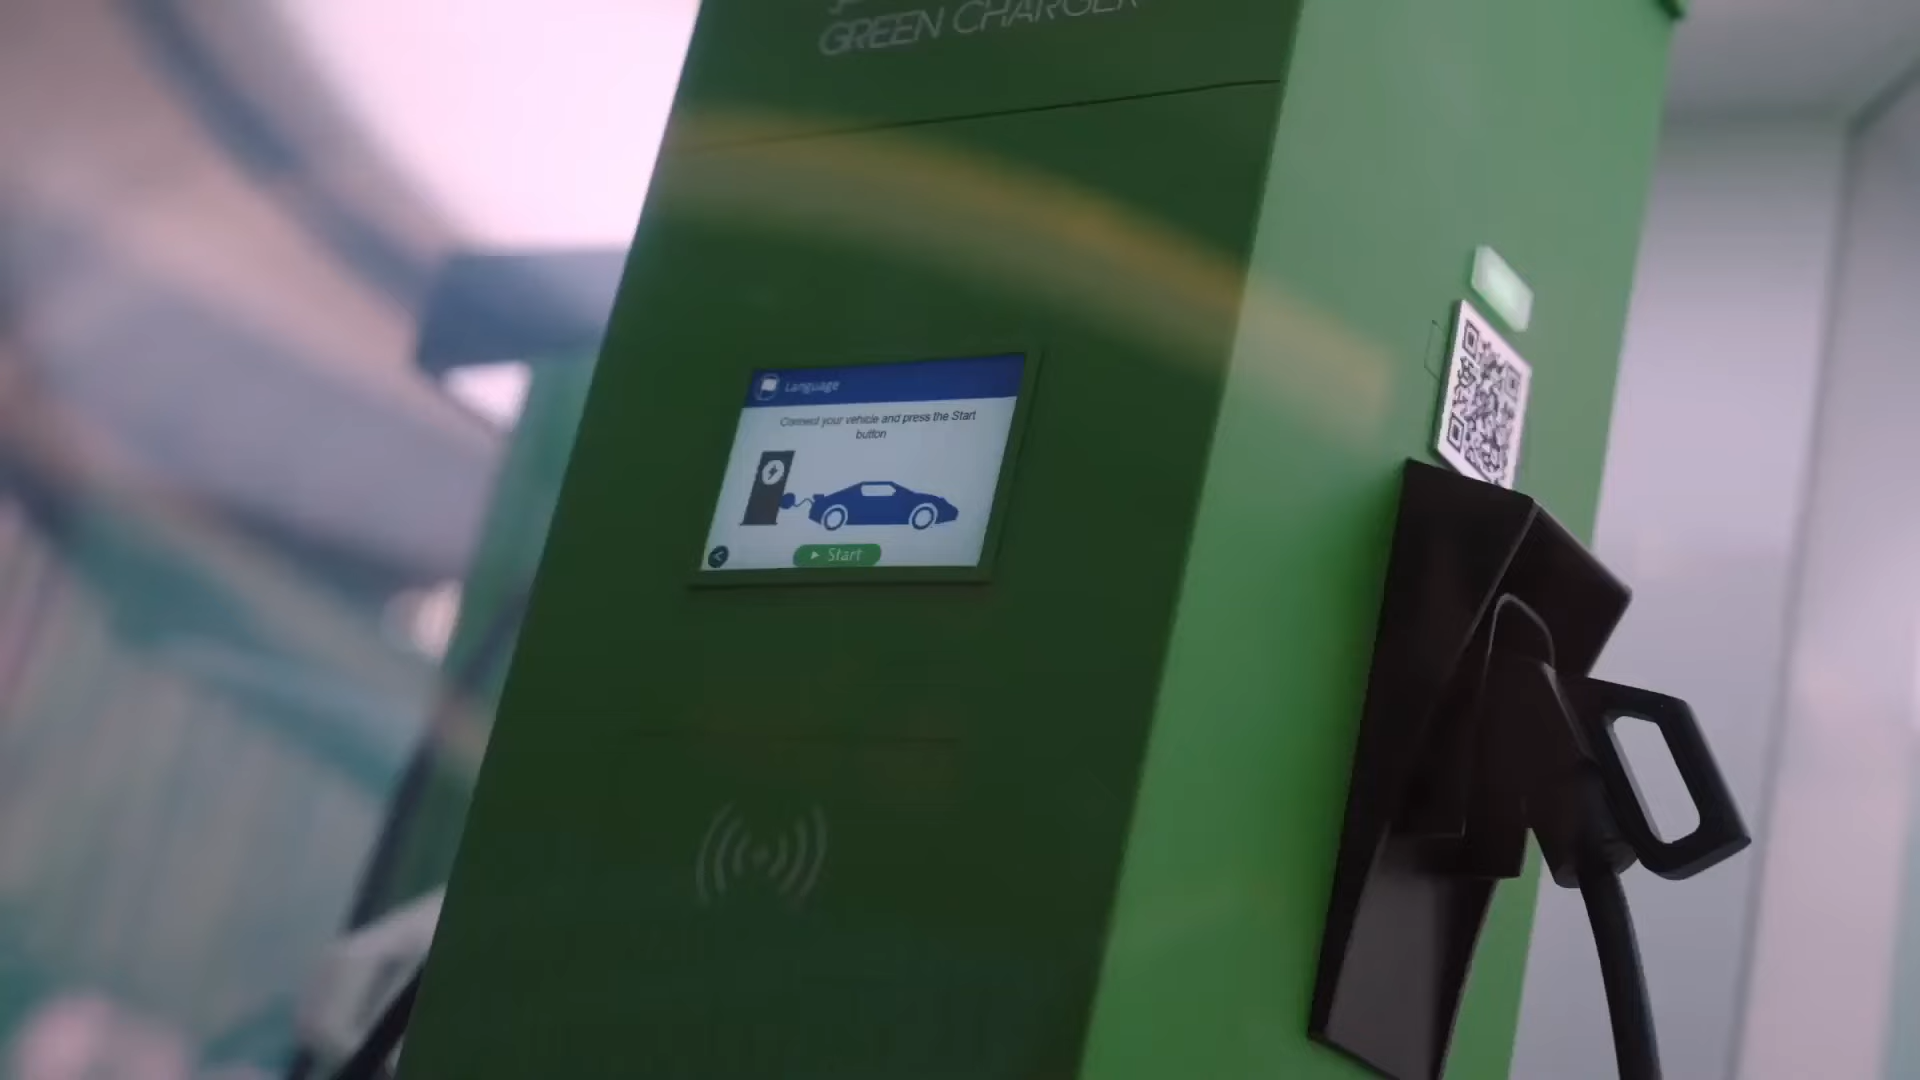 GREEN CHARGER
Language
Connect your vehicle and press the Start
button
Start